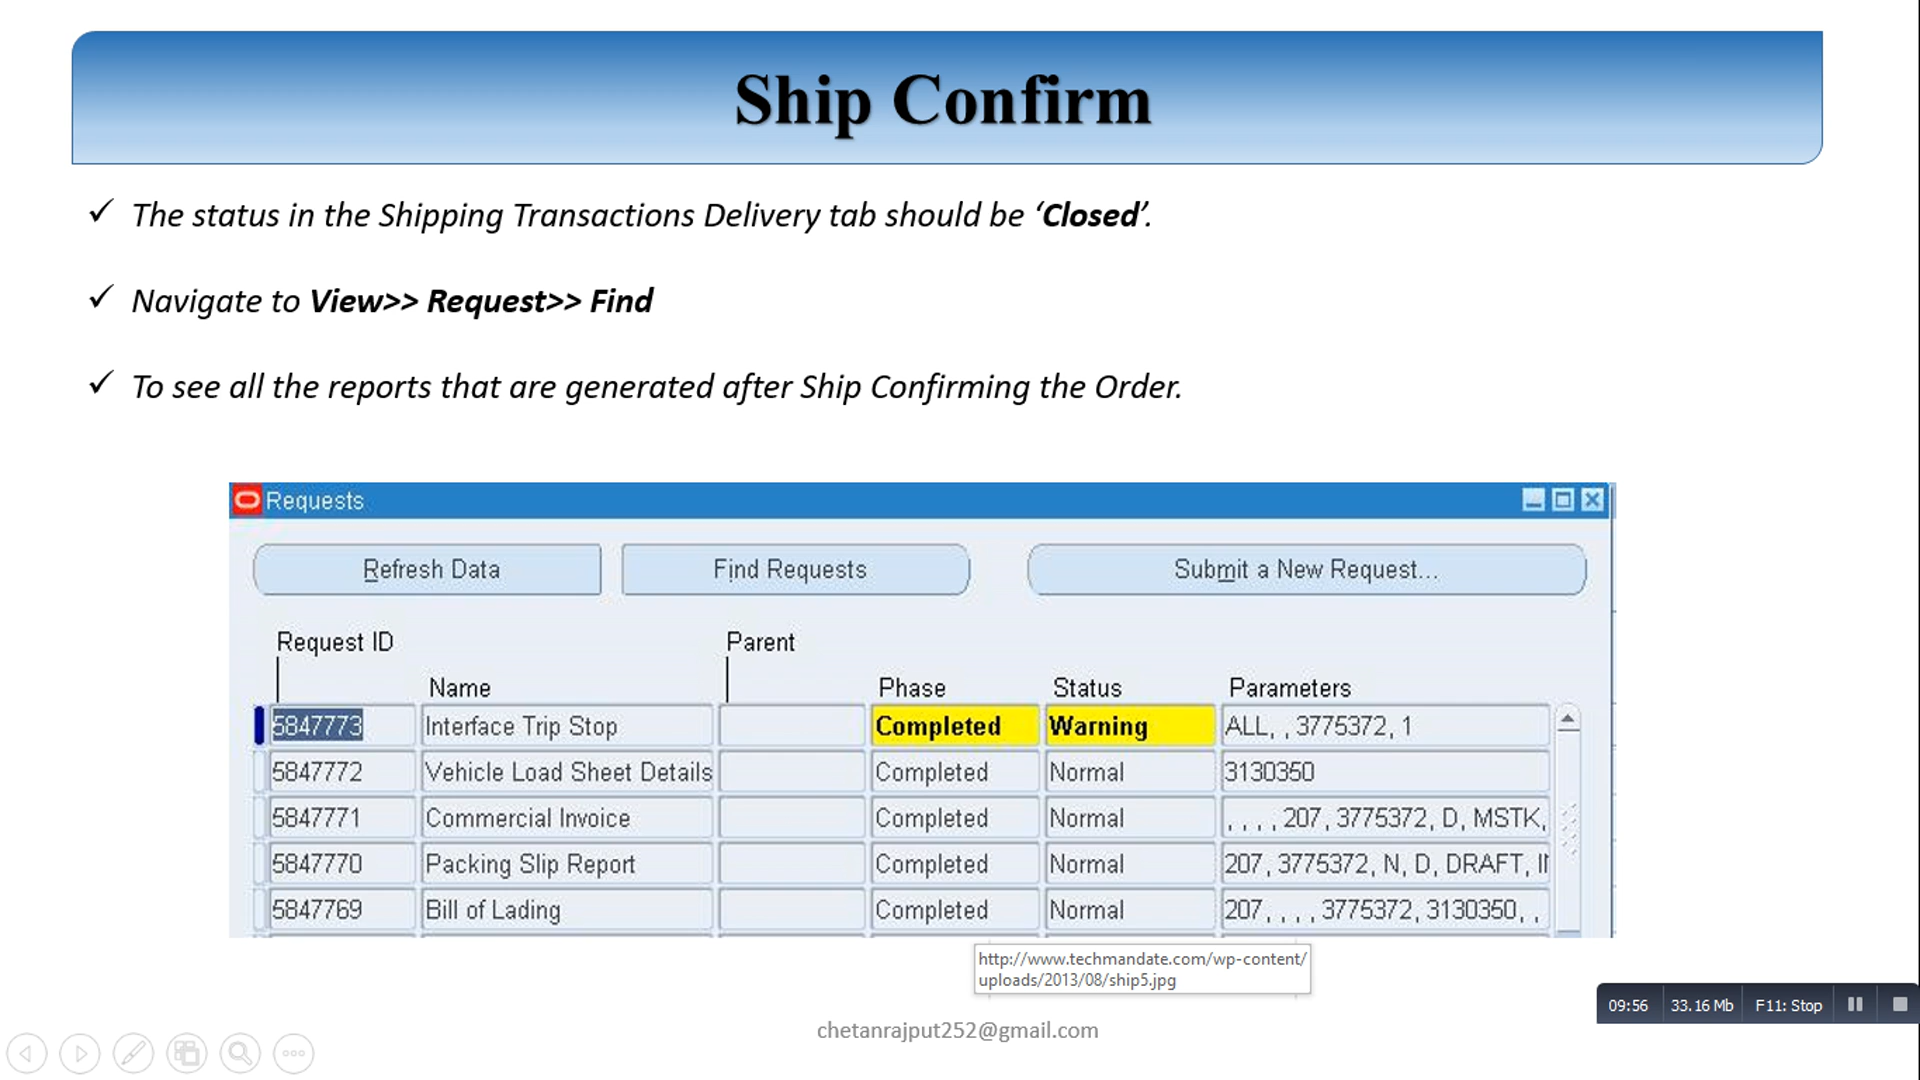 Ship Confirm
The status in the Shipping Transactions Delivery tab should be ‘Closed’.
Navigate to View>> Request>> Find
To see all the reports that are generated after Ship Confirming the Order.
Requests
Refresh Data Find Requests Submit a New Request...
Request ID Parent
Name Phase Status Parameters
5847773 Interface Trip Stop Completed Warning ALL, , 3775372, 1
5847772 Vehicle Load Sheet Details Completed Normal 3130350
5847771 Commercial Invoice Completed Normal , , , , 207, 3775372, D, MSTK,
5847770 Packing Slip Report Completed Normal 207, 3775372, N, D, DRAFT,
5847769 Bill of Lading Completed Normal 207, , , , 3775372, 3130350, ,
http://www.techmandate.com/wp-content/
uploads/2013/08/ship5.jpg
09:56 33.16 Mb F11: Stop
chetanrajput252@gmail.com